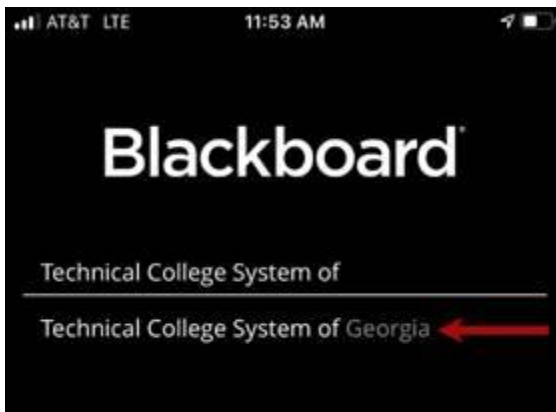 AT&T LTE 11:53 AM
Blackboard
Technical College System of
Technical College System of Georgia